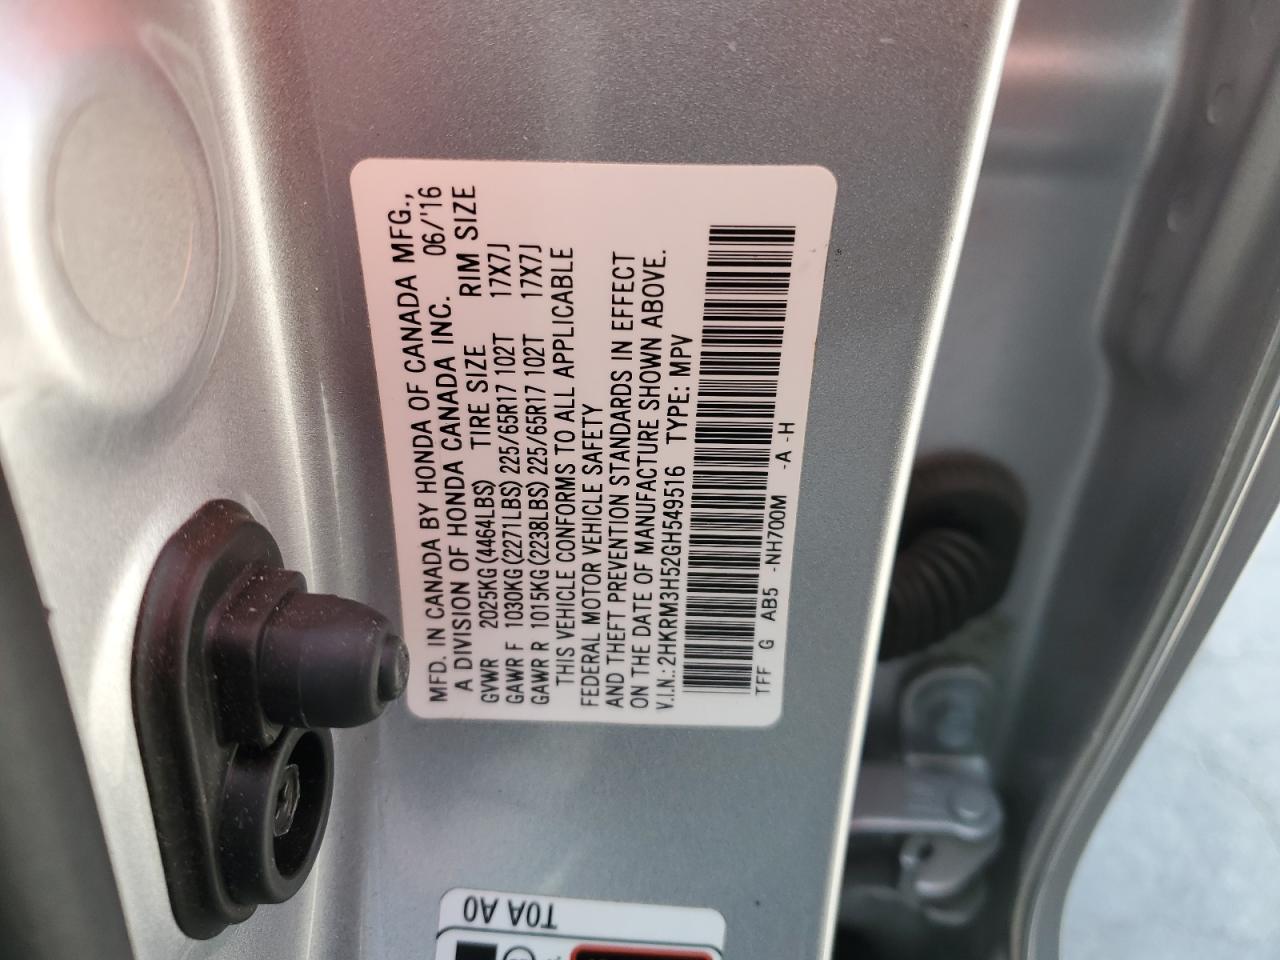 MFD. IN CANADA BY HONDA OF CANADA MFG.,
A DIVISION OF HONDA CANADA INC. 06/'16
GVWR 2025KG (4464LBS) TIRE SIZE RIM SIZE
GAWR F 1030KG (2271LBS) 225/65R17 102T 17X7J
GAWR R 1015KG (2238LBS) 225/65R17 102T 17X7J
THIS VEHICLE CONFORMS TO ALL APPLICABLE
FEDERAL MOTOR VEHICLE SAFETY
AND THEFT PREVENTION STANDARDS IN EFFECT
ON THE DATE OF MANUFACTURE SHOWN ABOVE.
V.I.N.: 2HKRM3H52GH549516 TYPE: MPV
TFF G AB5 -NH700M -A -H
T0A A0